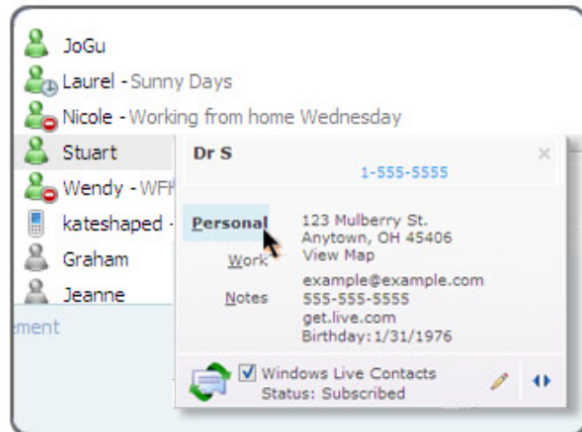 JoGu
Laurel - Sunny Days
Nicole - Working from home Wednesday
Stuart
Wendy -
kateshaped -
Graham
Jeanne
ement
Dr S
1-555-5555
Personal
123 Mulberry St.
Anytown, OH 45406
Work
View Map
Notes
example@example.com
555-555-5555
get.live.com
Birthday: 1/31/1976
Windows Live Contacts
Status: Subscribed